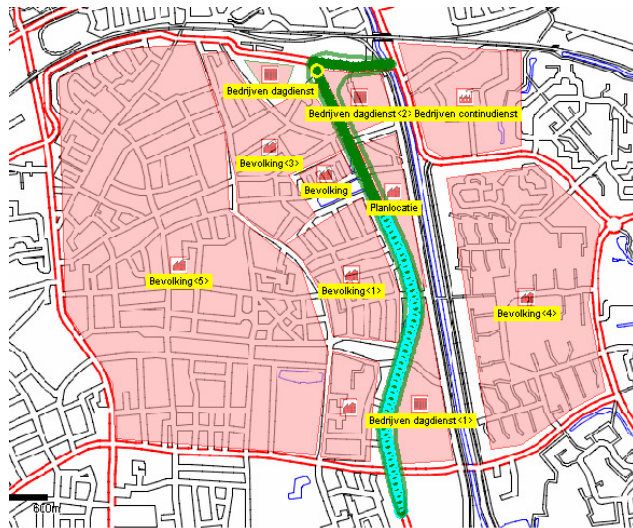 Bedrijven dagdienst
Bedrijven dagdienst<2>
Bedrijven continudienst
Bevolking<3>
Bevolking
Planlocatie
Bevolking<5>
Bevolking<1>
Bevolking<4>
Bedrijven dagdienst<1>
600m